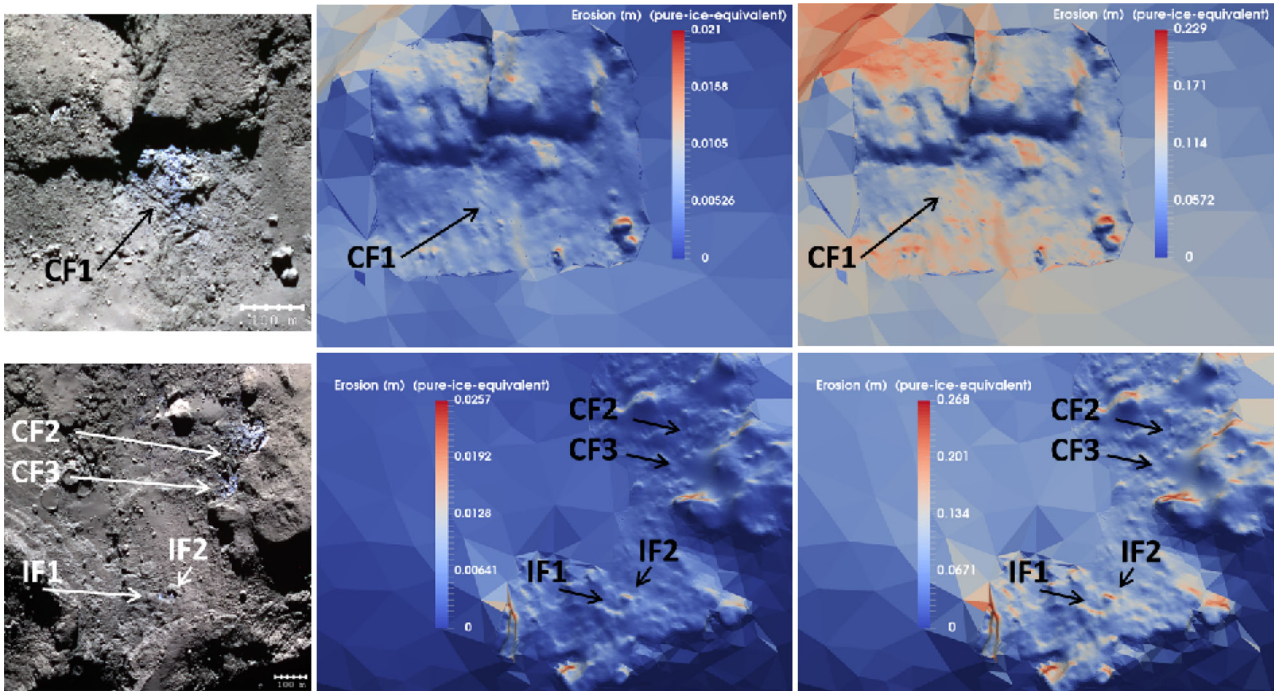 CF1
100 m
Erosion (m) (pure-ice-equivalent)
0.021
0.0158
0.0105
0.00526
0
CF1
Erosion (m) (pure-ice-equivalent)
0.229
0.171
0.114
0.0572
0
CF1
CF2
CF3
IF2
IF1
100 m
Erosion (m) (pure-ice-equivalent)
0.0257
0.0192
0.0128
0.00641
0
CF2
CF3
IF2
IF1
Erosion (m) (pure-ice-equivalent)
0.268
0.201
0.134
0.0671
0
CF2
CF3
IF2
IF1